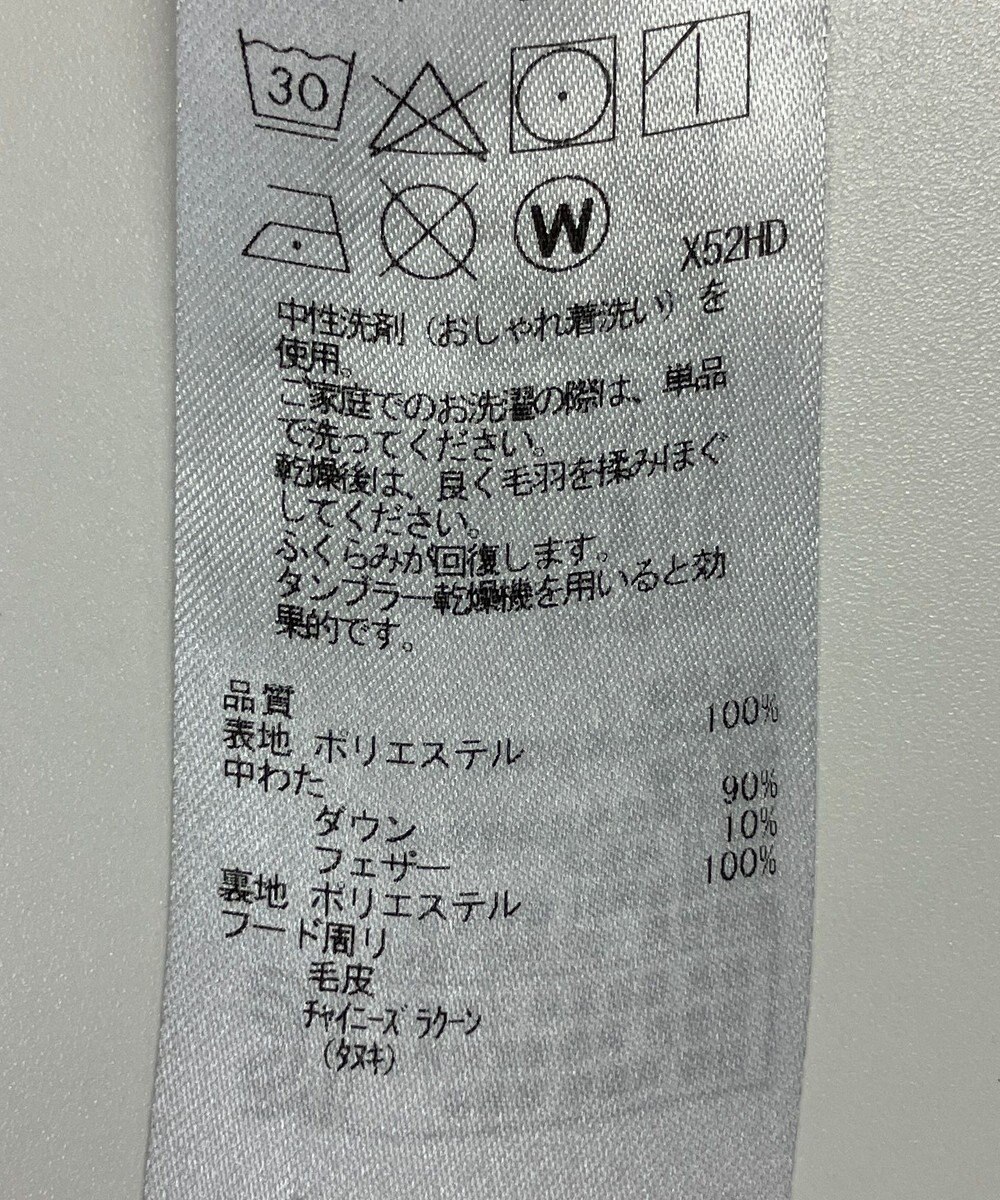 30
W
X52HD
中性洗剤（おしゃれ着洗い）を
使用。
ご家庭でのお洗濯の際は、単品
で洗ってください。
乾燥後は、良く毛羽を揉みほぐ
してください。
ふくらみが回復します。
タンブラー乾燥機を用いると効
果的です。
品質
表地 ポリエステル 100%
中わた
ダウン 90%
フェザー 10%
裏地 ポリエステル 100%
フード周り
毛皮
ﾁｬｲﾆｰｽﾞﾗｸｰﾝ
(ﾀﾇｷ)